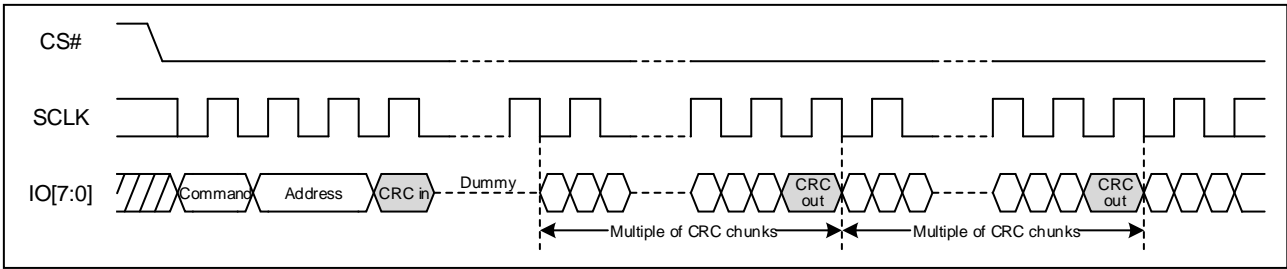 CS#
SCLK
IO[7:0]
Command
Address
CRC in
Dummy
CRC
out
CRC
out
Multiple of CRC chunks
Multiple of CRC chunks